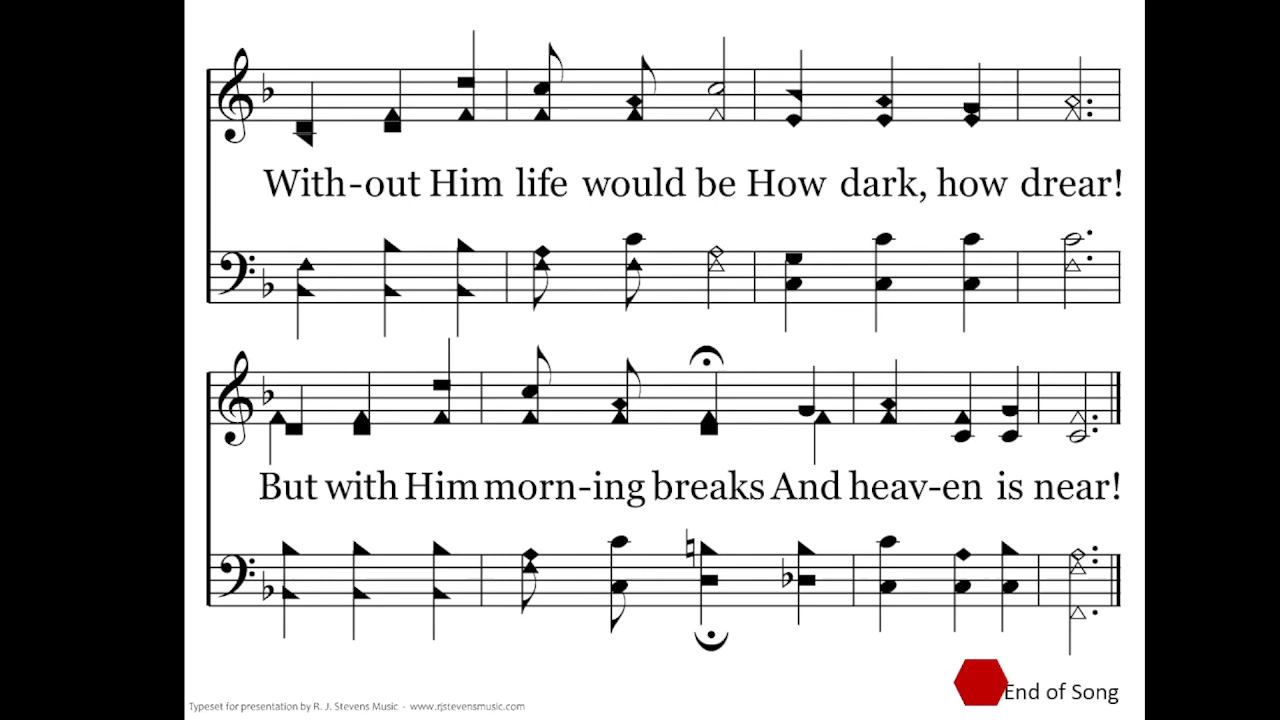 With-out Him life would be How dark, how drear!
But with Him morn-ing breaks And heav-en is near!
End of Song
Typeset for presentation by R. J. Stevens Music - www.rjstevensmusic.com